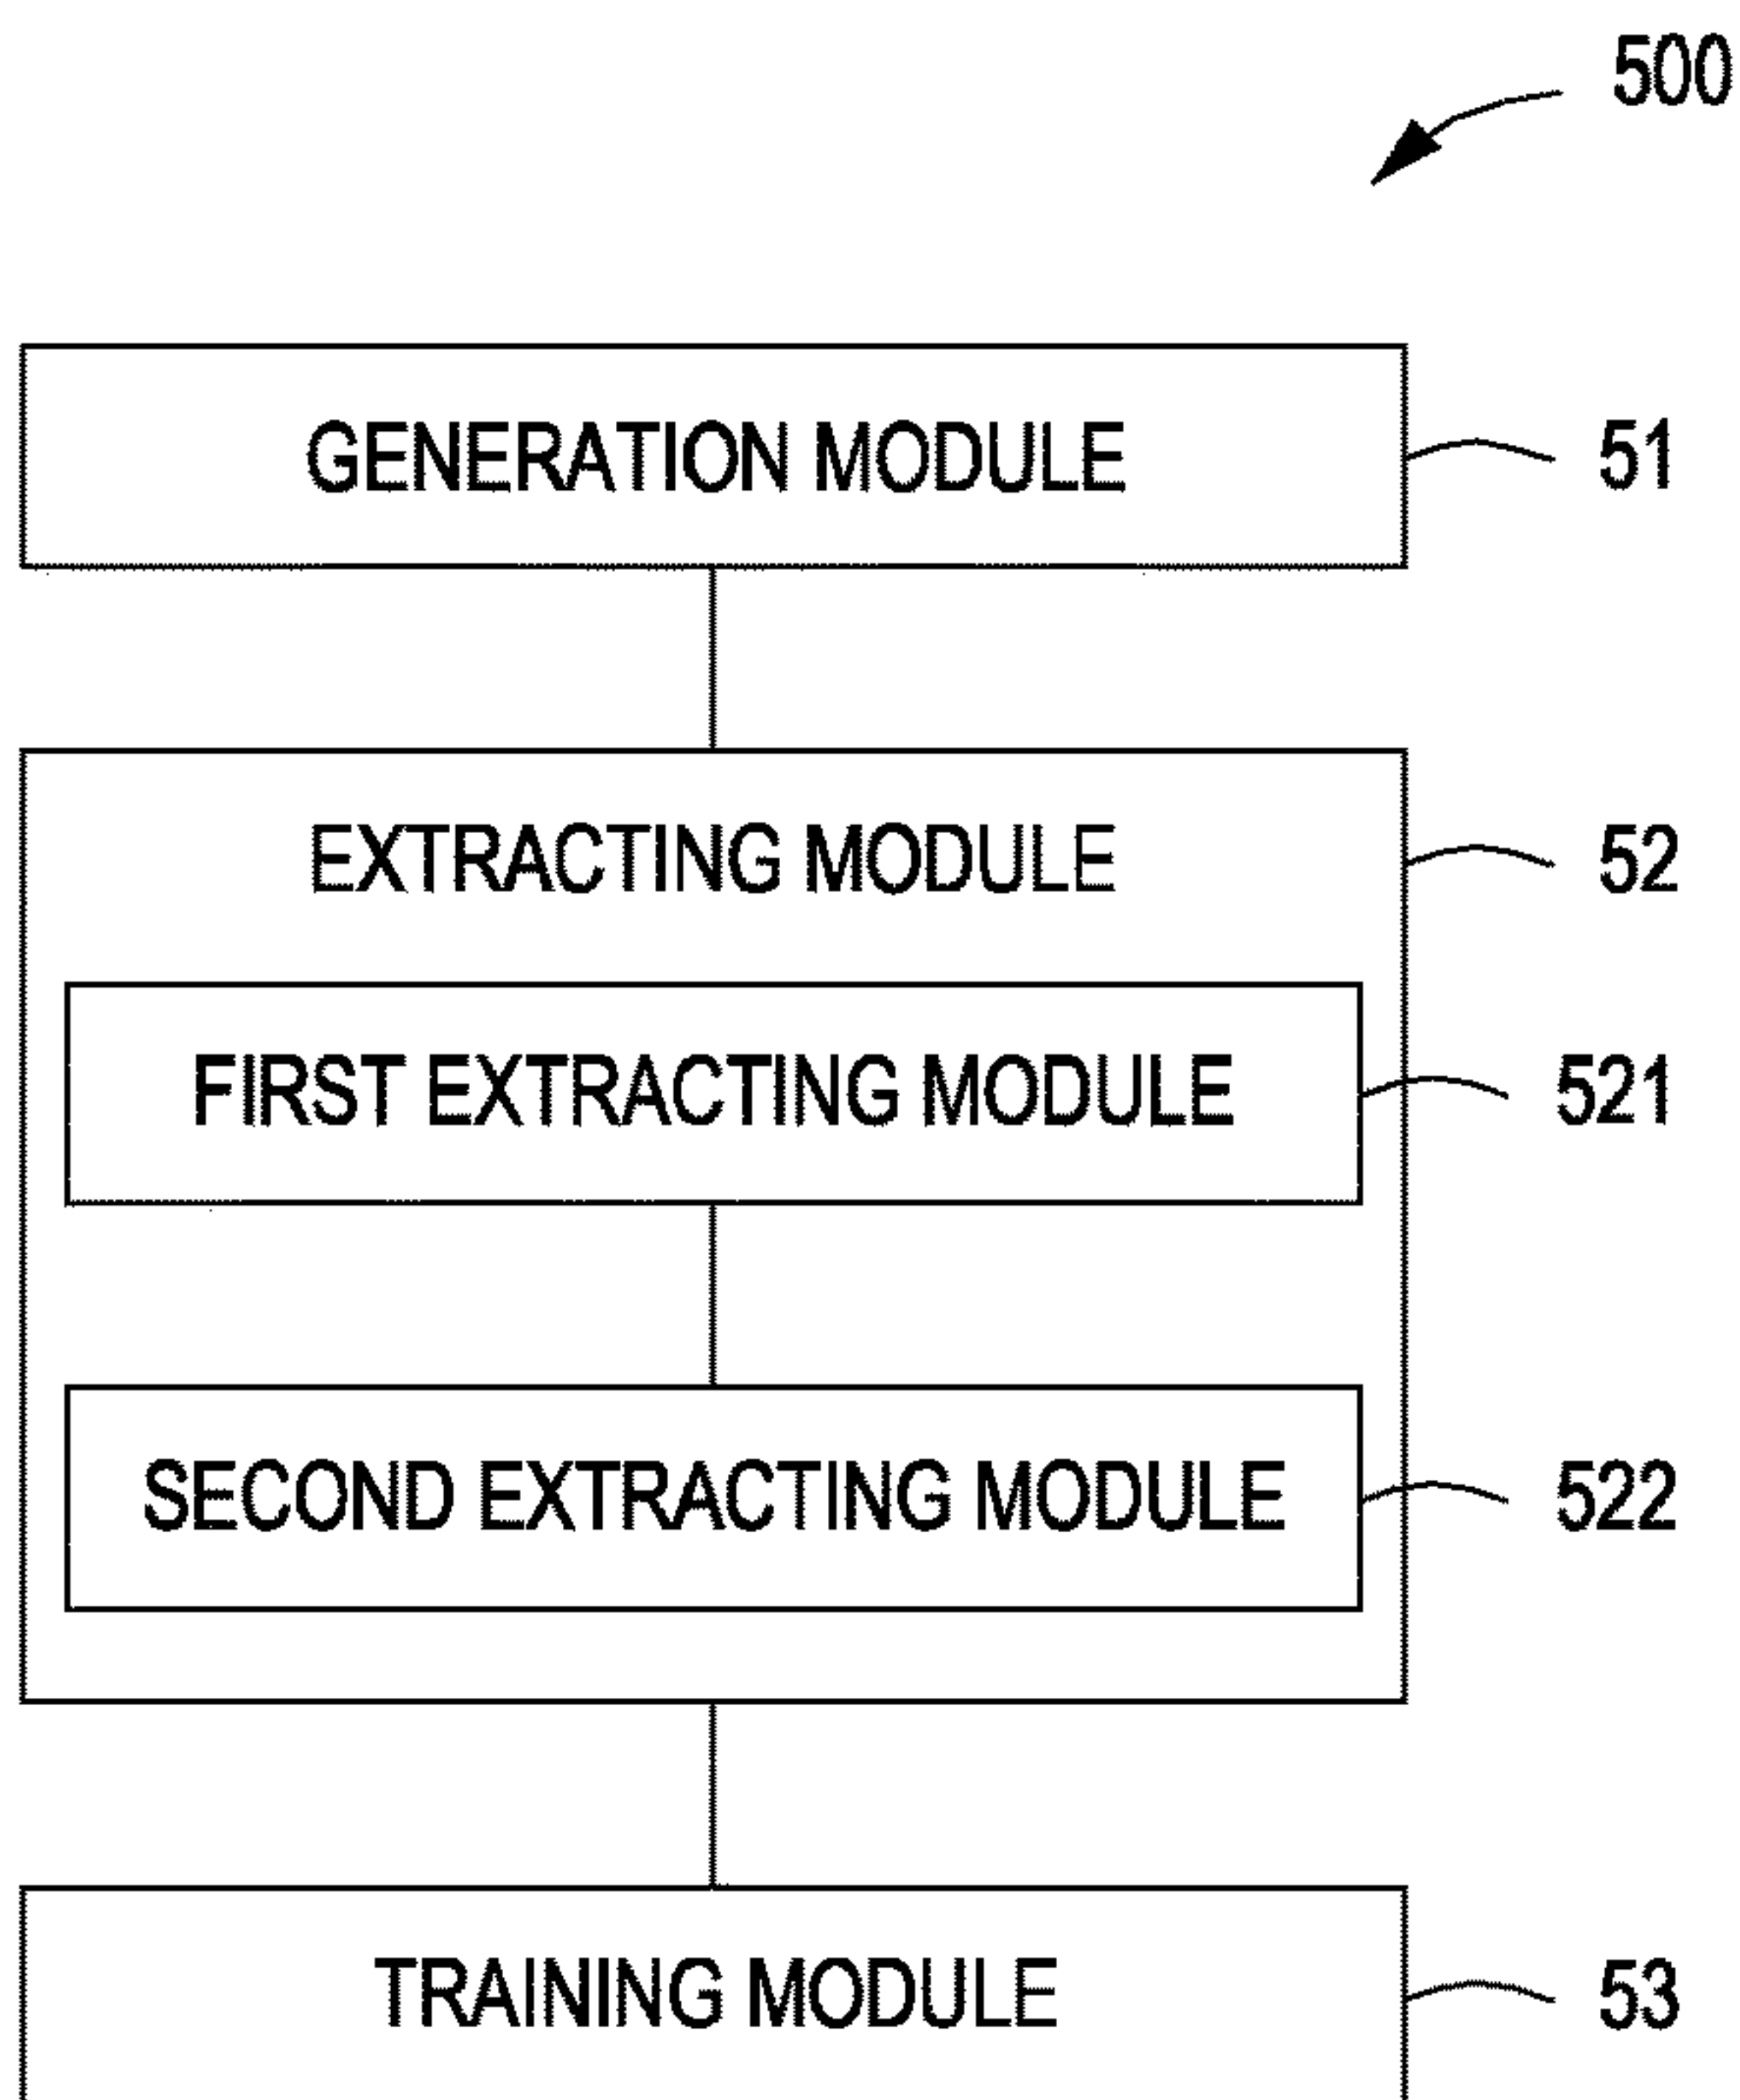 500
GENERATION MODULE 51
EXTRACTING MODULE 52
FIRST EXTRACTING MODULE 521
SECOND EXTRACTING MODULE 522
TRAINING MODULE 53